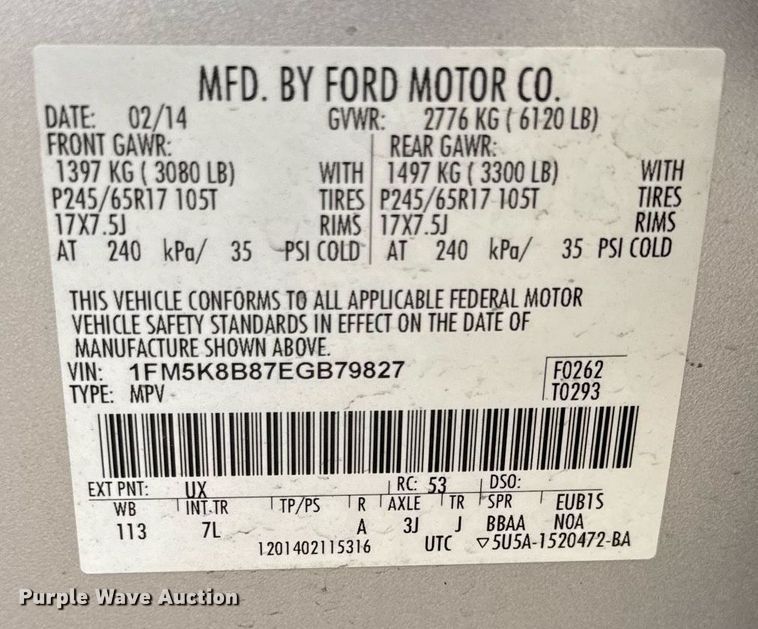 MFD. BY FORD MOTOR CO.
DATE: 02/14 GVWR: 2776 KG ( 6120 LB)
FRONT GAWR: REAR GAWR:
1397 KG ( 3080 LB) WITH 1497 KG ( 3300 LB) WITH
P245/65R17 105T TIRES P245/65R17 105T TIRES
17X7.5J RIMS 17X7.5J RIMS
AT 240 kPa/ 35 PSI COLD AT 240 kPa/ 35 PSI COLD
THIS VEHICLE CONFORMS TO ALL APPLICABLE FEDERAL MOTOR
VEHICLE SAFETY STANDARDS IN EFFECT ON THE DATE OF
MANUFACTURE SHOWN ABOVE.
VIN: 1FM5K8B87EGB79827 F0262
TYPE: MPV T0293
EXT PNT: UX RC: 53 DSO:
WB INT TR TP/PS R AXLE TR SPR EUB1S
113 7L A 3J J BBAA N0A
1201402115316 UTC ▽5U5A-1520472-BA
Purple Wave Auction